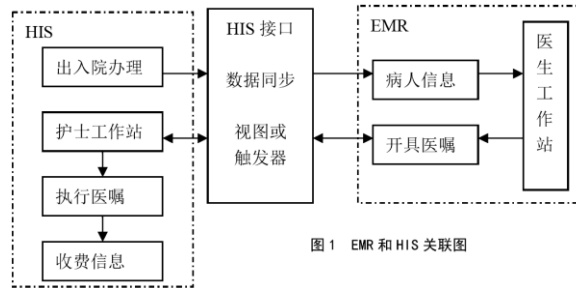 HIS
出入院办理
护士工作站
执行医嘱
收费信息
HIS 接口
数据同步
视图或
触发器
EMR
病人信息
开具医嘱
医生工作站
图 1 EMR 和 HIS 关联图